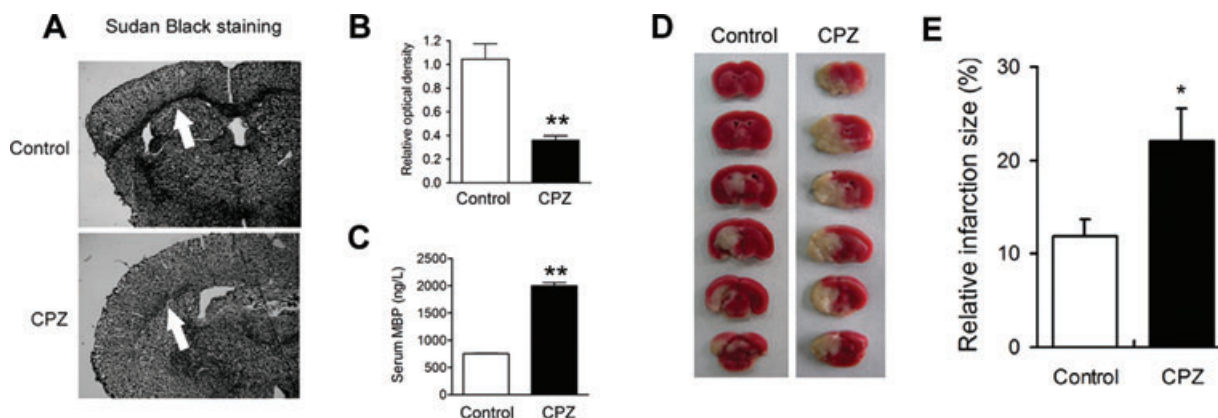 A
Sudan Black staining
Control
CPZ
B
Relative optical density
1.2
1.0
0.8
0.6
0.4
0.2
0.0
**
Control
CPZ
C
Serum MBP (ng/L)
2500
2000
1500
1000
750
500
0
**
Control
CPZ
D
Control
CPZ
E
Relative infarction size (%)
30
20
10
0
*
Control
CPZ